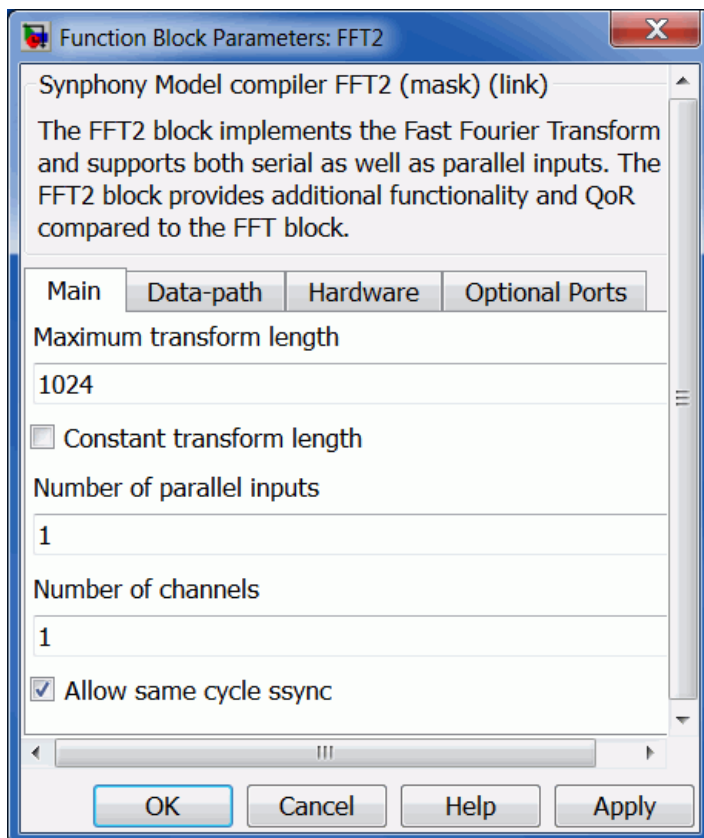 Function Block Parameters: FFT2
X
Synphony Model compiler FFT2 (mask) (link)
The FFT2 block implements the Fast Fourier Transform
and supports both serial as well as parallel inputs. The
FFT2 block provides additional functionality and QoR
compared to the FFT block.
Main Data-path Hardware Optional Ports
Maximum transform length
1024
Constant transform length
Number of parallel inputs
1
Number of channels
1
Allow same cycle ssync
OK Cancel Help Apply